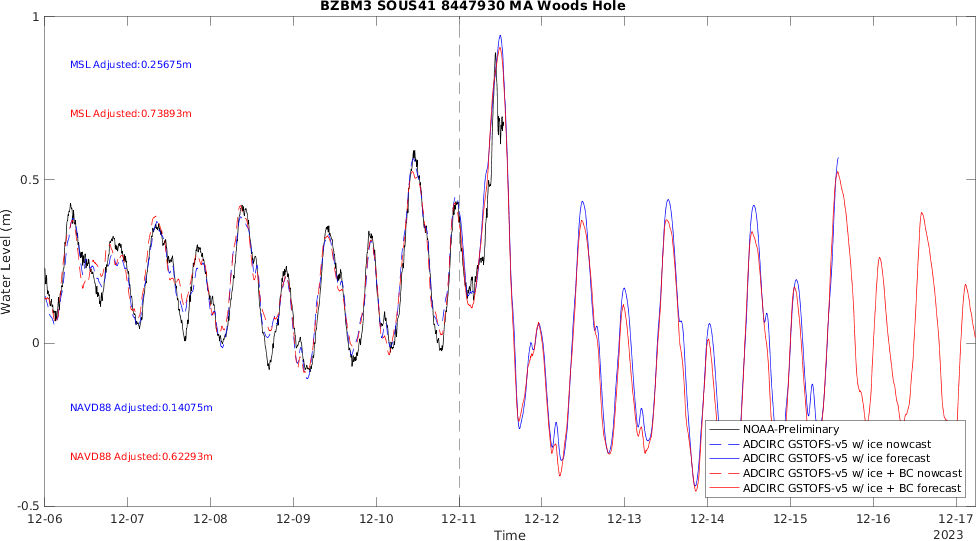 BZBM3 SOUS41 8447930 MA Woods Hole
1
MSL Adjusted:0.25675m
MSL Adjusted:0.73893m
0.5
Water Level (m)
0
NAVD88 Adjusted:0.14075m
NAVD88 Adjusted:0.62293m
NOAA-Preliminary
ADCIRC GSTOFS-v5 w/ ice nowcast
ADCIRC GSTOFS-v5 w/ ice forecast
ADCIRC GSTOFS-v5 w/ ice + BC nowcast
ADCIRC GSTOFS-v5 w/ ice + BC forecast
-0.5
12-06 12-07 12-08 12-09 12-10 12-11 12-12 12-13 12-14 12-15 12-16 12-17
Time 2023